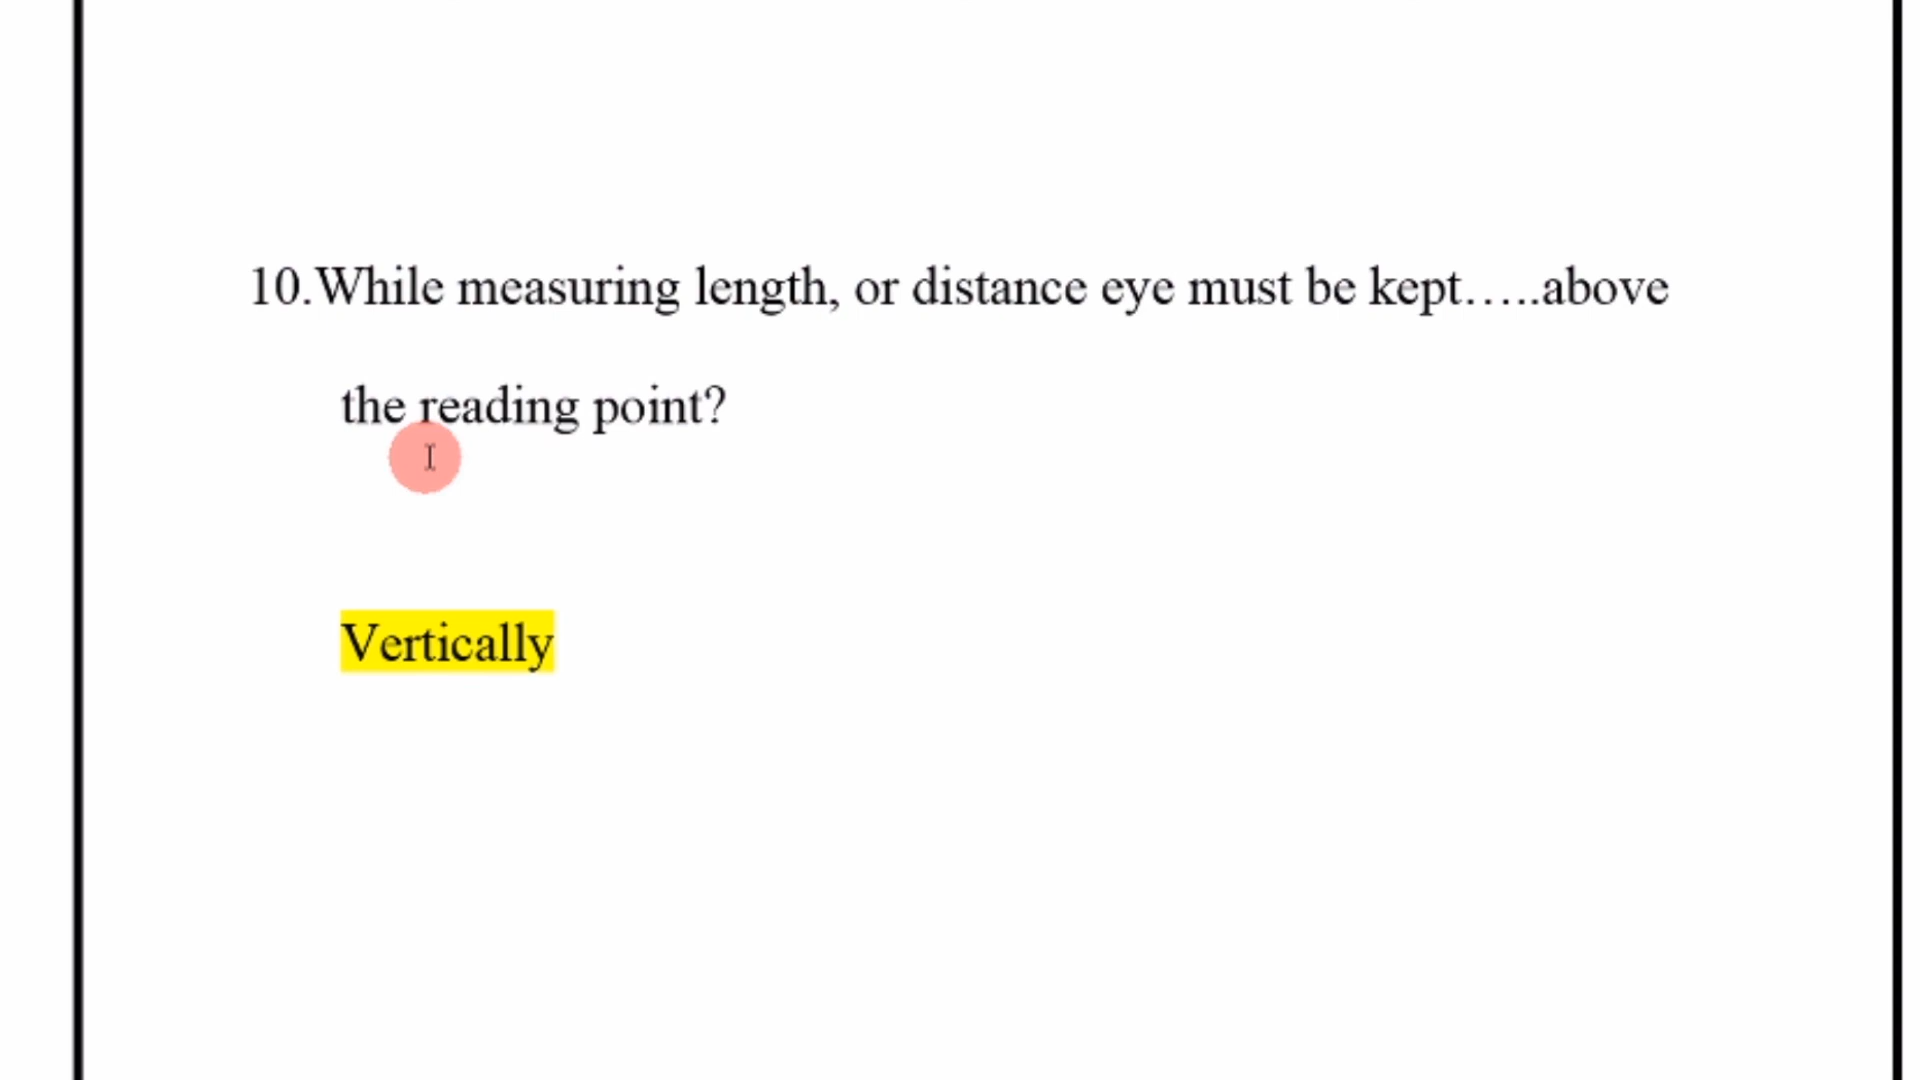 10.While measuring length, or distance eye must be kept…..above
the reading point?
Vertically